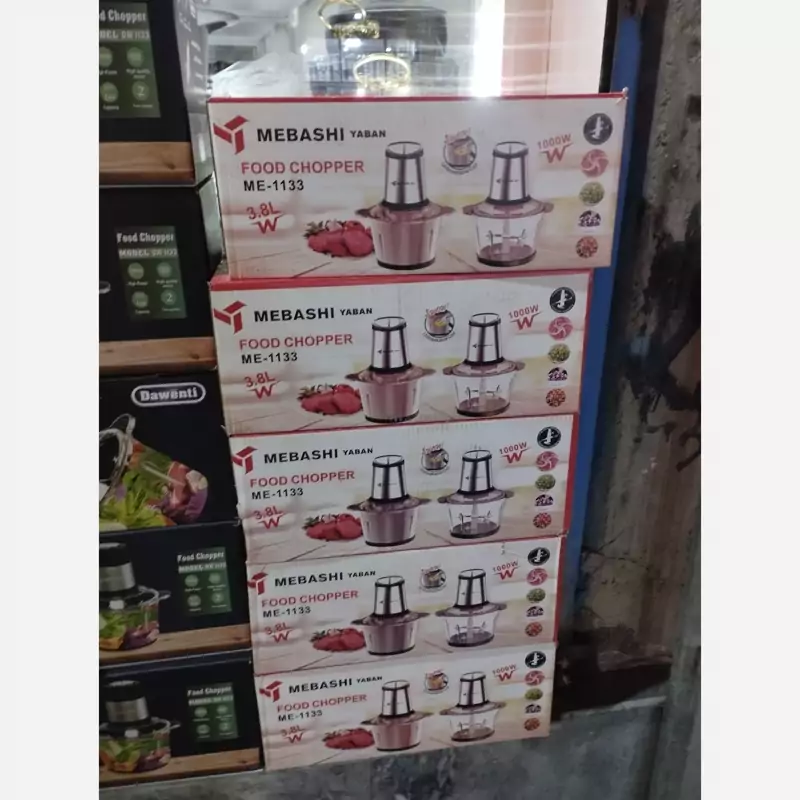 d Chopper
MEBASHI YABAN
FOOD CHOPPER
ME-1133
3.8L
1000W
Food Chopper
MEBASHI YABAN
FOOD CHOPPER
ME-1133
3.8L
1000W
Dawenti
MEBASHI YABAN
FOOD CHOPPER
ME-1133
3.8L
1000W
Food Chopper
MEBASHI YABAN
FOOD CHOPPER
ME-1133
3.8L
1000W
Food Chopper
MEBASHI YABAN
FOOD CHOPPER
ME-1133
3.8L
1000W